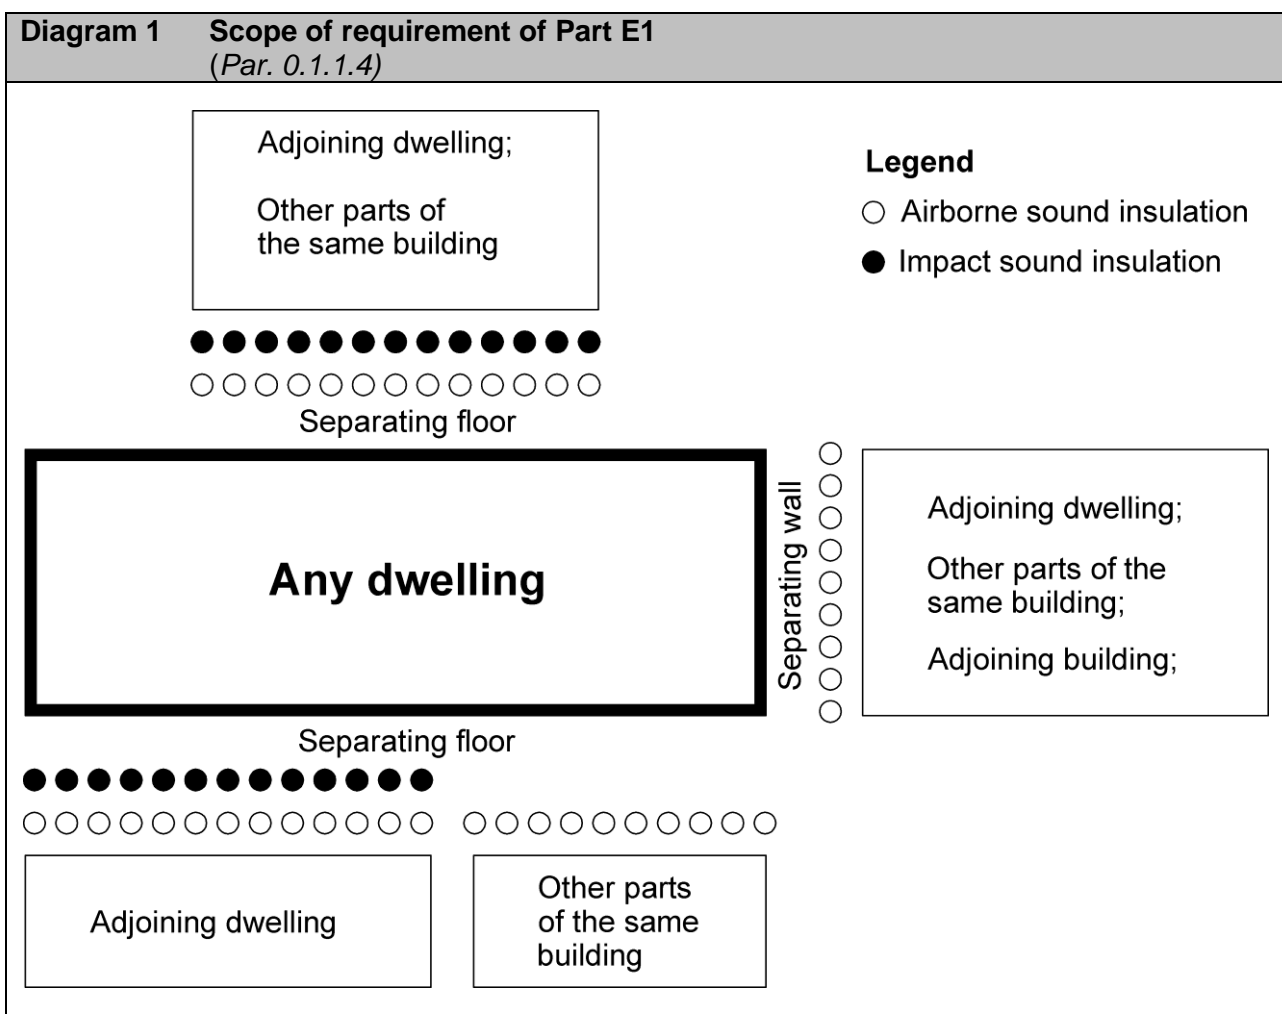 Diagram 1 Scope of requirement of Part E1
(Par. 0.1.1.4)
Adjoining dwelling;
Other parts of
the same building
Legend
Airborne sound insulation
Impact sound insulation
Separating floor
Any dwelling
Separating wall
Adjoining dwelling;
Other parts of the
same building;
Adjoining building;
Separating floor
Adjoining dwelling
Other parts
of the same
building